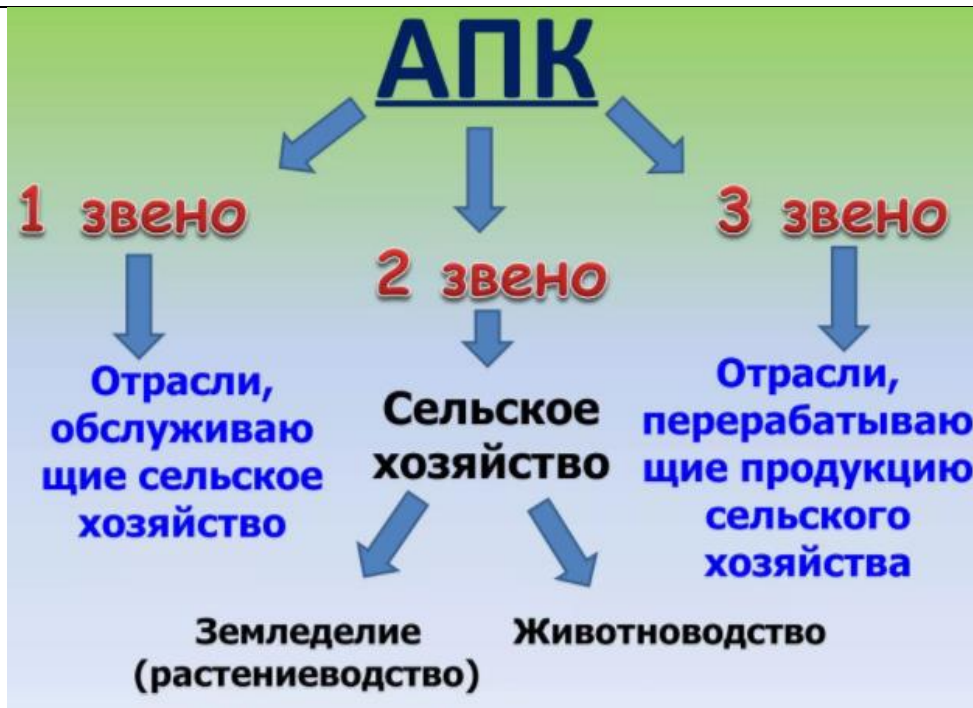 АПК
1 звено
Отрасли,
обслуживаю
щие сельское
хозяйство
2 звено
Сельское
хозяйство
Земледелие
(растениеводство)
Животноводство
3 звено
Отрасли,
перерабатываю
щие продукцию
сельского
хозяйства